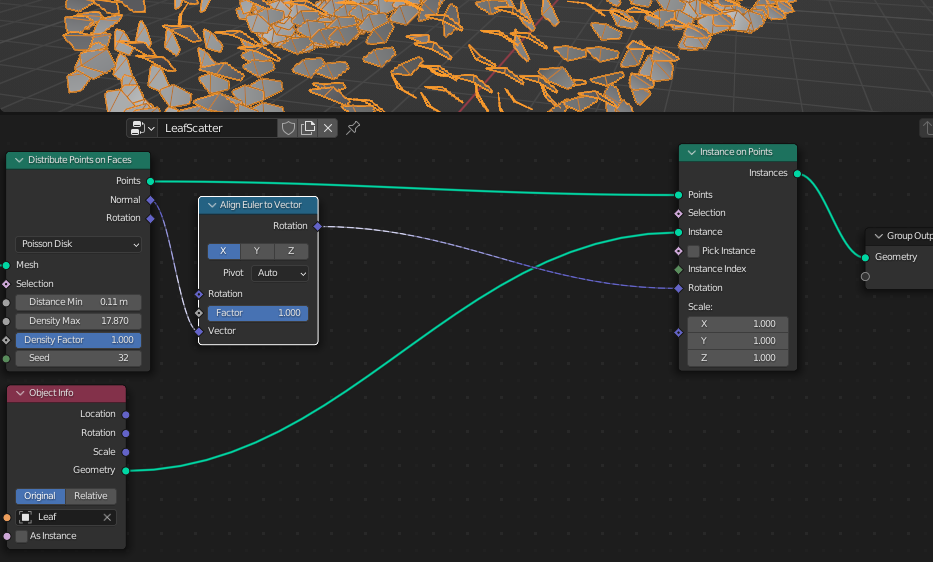 LeafScatter
Distribute Points on Faces
Points
Normal
Rotation
Poisson Disk
Mesh
Selection
Distance Min 0.11 m
Density Max 17.870
Density Factor 1.000
Seed 32
Align Euler to Vector
Rotation
X Y Z
Pivot Auto
Rotation
Factor 1.000
Vector
Object Info
Location
Rotation
Scale
Geometry
Original Relative
Leaf
As Instance
Instance on Points
Instances
Points
Selection
Instance
Pick Instance
Instance Index
Rotation
Scale:
X 1.000
Y 1.000
Z 1.000
Group Outp
Geometry